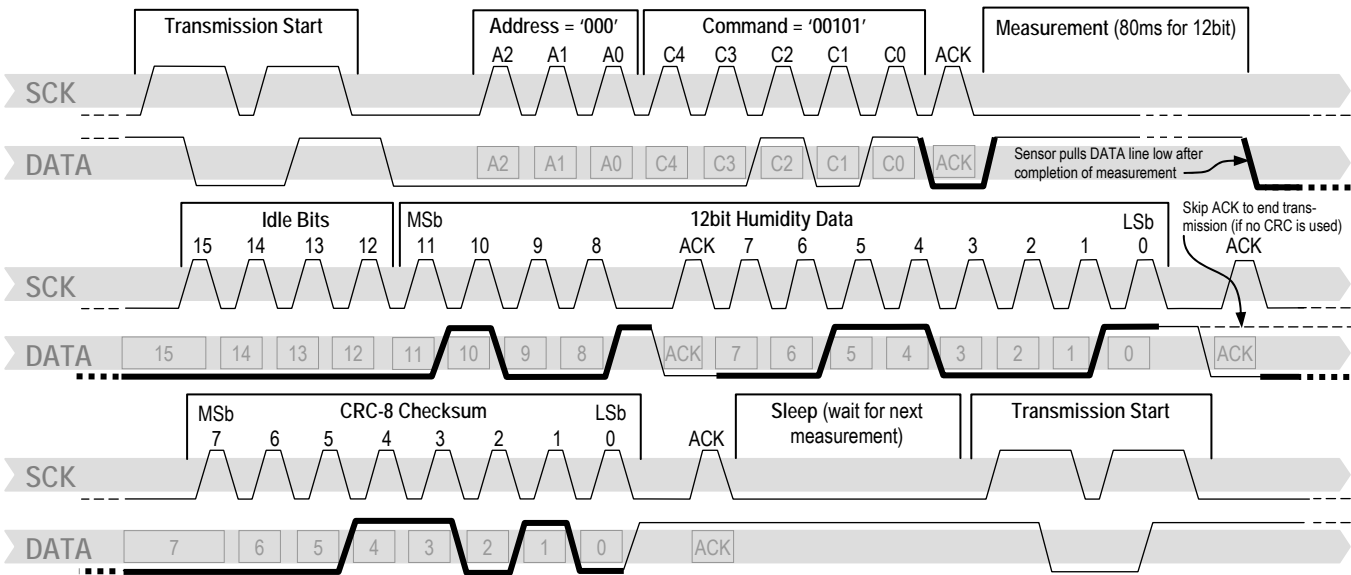 Transmission Start Address = ‘000’ Command = ‘00101’ Measurement (80ms for 12bit)
A2 A1 A0 C4 C3 C2 C1 C0 ACK
SCK
DATA A2 A1 A0 C4 C3 C2 C1 C0 ACK
Sensor pulls DATA line low after
completion of measurement
Skip ACK to end trans-
mission (if no CRC is used)
Idle Bits MSb 12bit Humidity Data LSb
15 14 13 12 11 10 9 8 ACK 7 6 5 4 3 2 1 0 ACK
SCK
DATA 15 14 13 12 11 10 9 8 ACK 7 6 5 4 3 2 1 0 ACK
MSb CRC-8 Checksum LSb Sleep (wait for next Transmission Start
measurement)
7 6 5 4 3 2 1 0 ACK
SCK
DATA 7 6 5 4 3 2 1 0 ACK